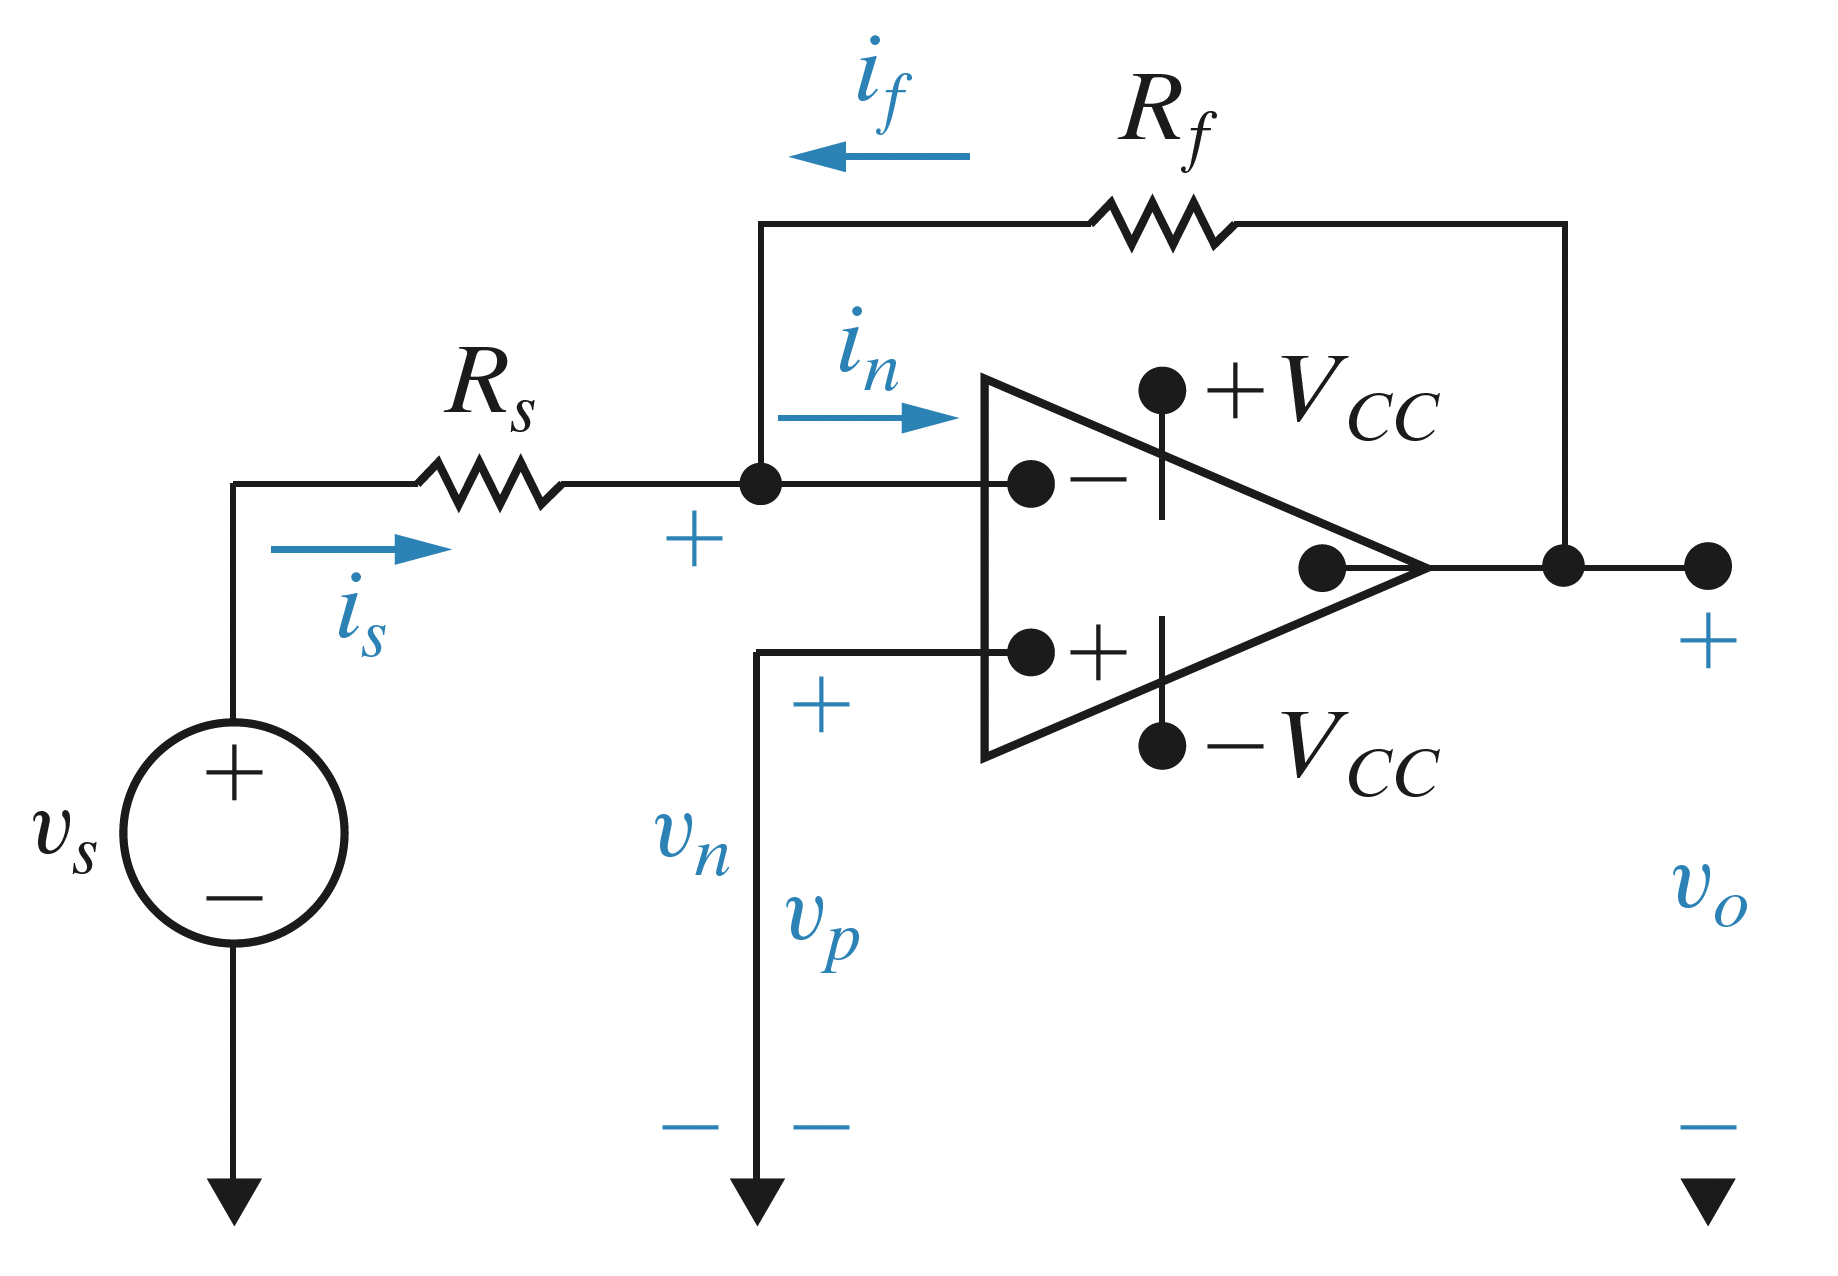 i_f
R_f
i_n
R_s
+ V_CC
−
i_s
+
+
+
+
+
− V_CC
+
v_s
−
v_n
v_p
v_o
−
−
−